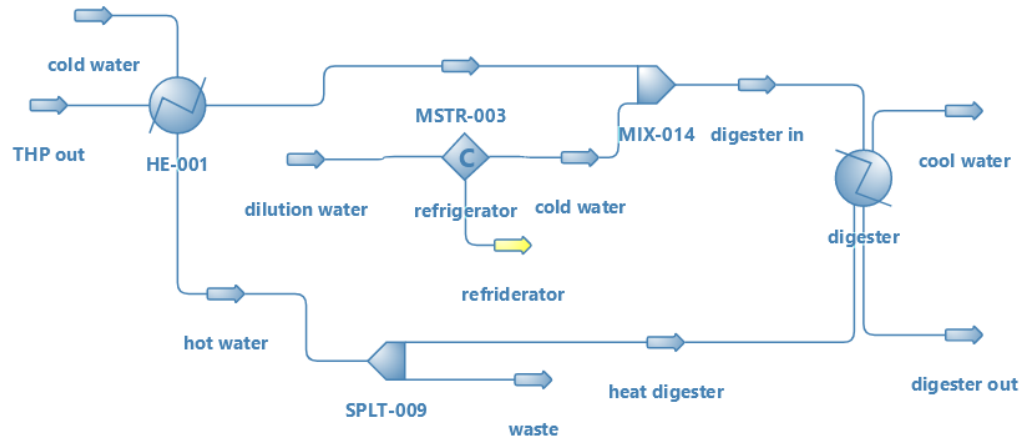 cold water
THP out
HE-001
MSTR-003
C
MIX-014
digester in
dilution water
refrigerator
cold water
cool water
digester
refriderator
hot water
heat digester
digester out
SPLT-009
waste